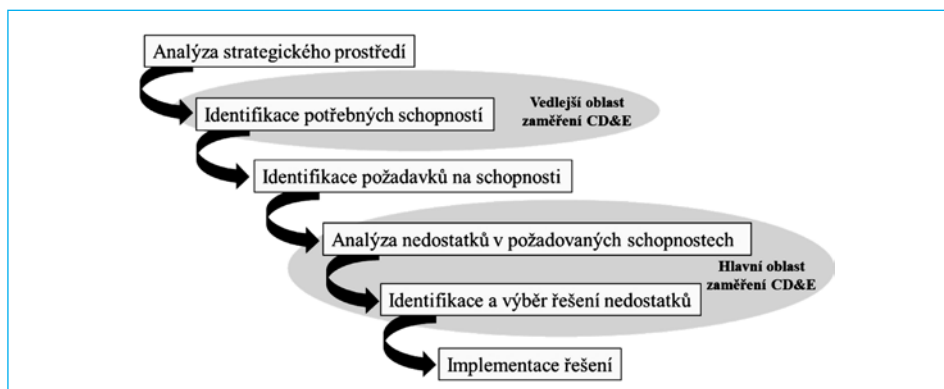 Analýza strategického prostředí
Identifikace potřebných schopností
Vedlejší oblast
zaměření CD&E
Identifikace požadavků na schopnosti
Analýza nedostatků v požadovaných schopnostech
Hlavní oblast
zaměření CD&E
Identifikace a výběr řešení nedostatků
Implementace řešení